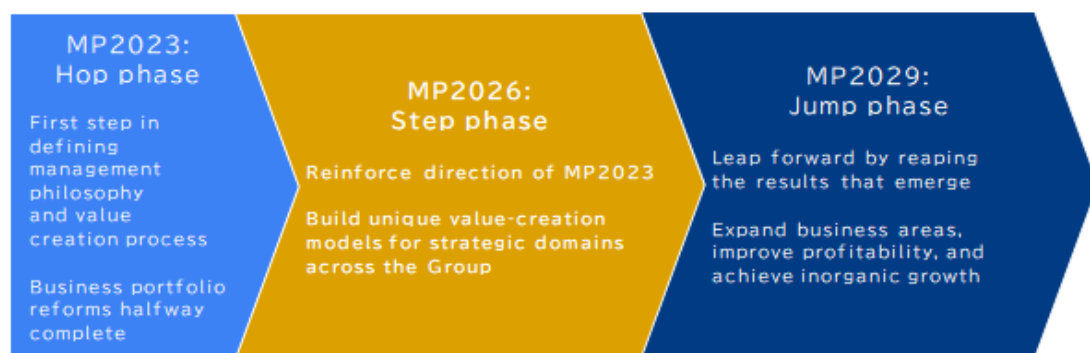 MP2023:
Hop phase
First step in
defining
management
philosophy
and value
creation process
Business portfolio
reforms halfway
complete
MP2026:
Step phase
Reinforce direction of MP2023
Build unique value-creation
models for strategic domains
across the Group
MP2029:
Jump phase
Leap forward by reaping
the results that emerge
Expand business areas,
improve profitability, and
achieve inorganic growth